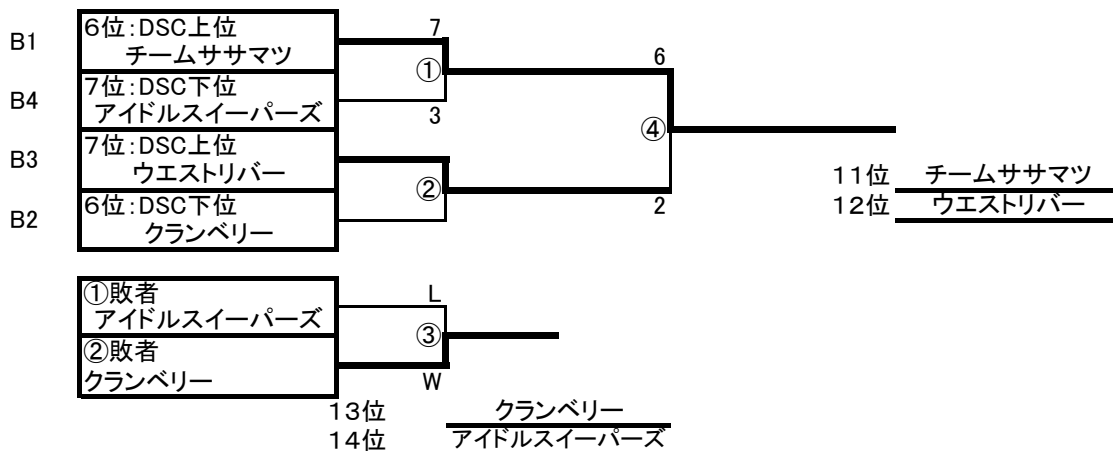 B1 6位:DSC上位 7
チームササマツ ① 6
B4 7位:DSC下位
アイドルスイーパーズ 3
④
B3 7位:DSC上位
ウエストリバー ②
11位 チームササマツ
B2 6位:DSC下位 2
12位 ウエストリバー
クランベリー
①敗者 L
アイドルスイーパーズ ③
②敗者
クランベリー W
13位 クランベリー
14位 アイドルスイーパーズ